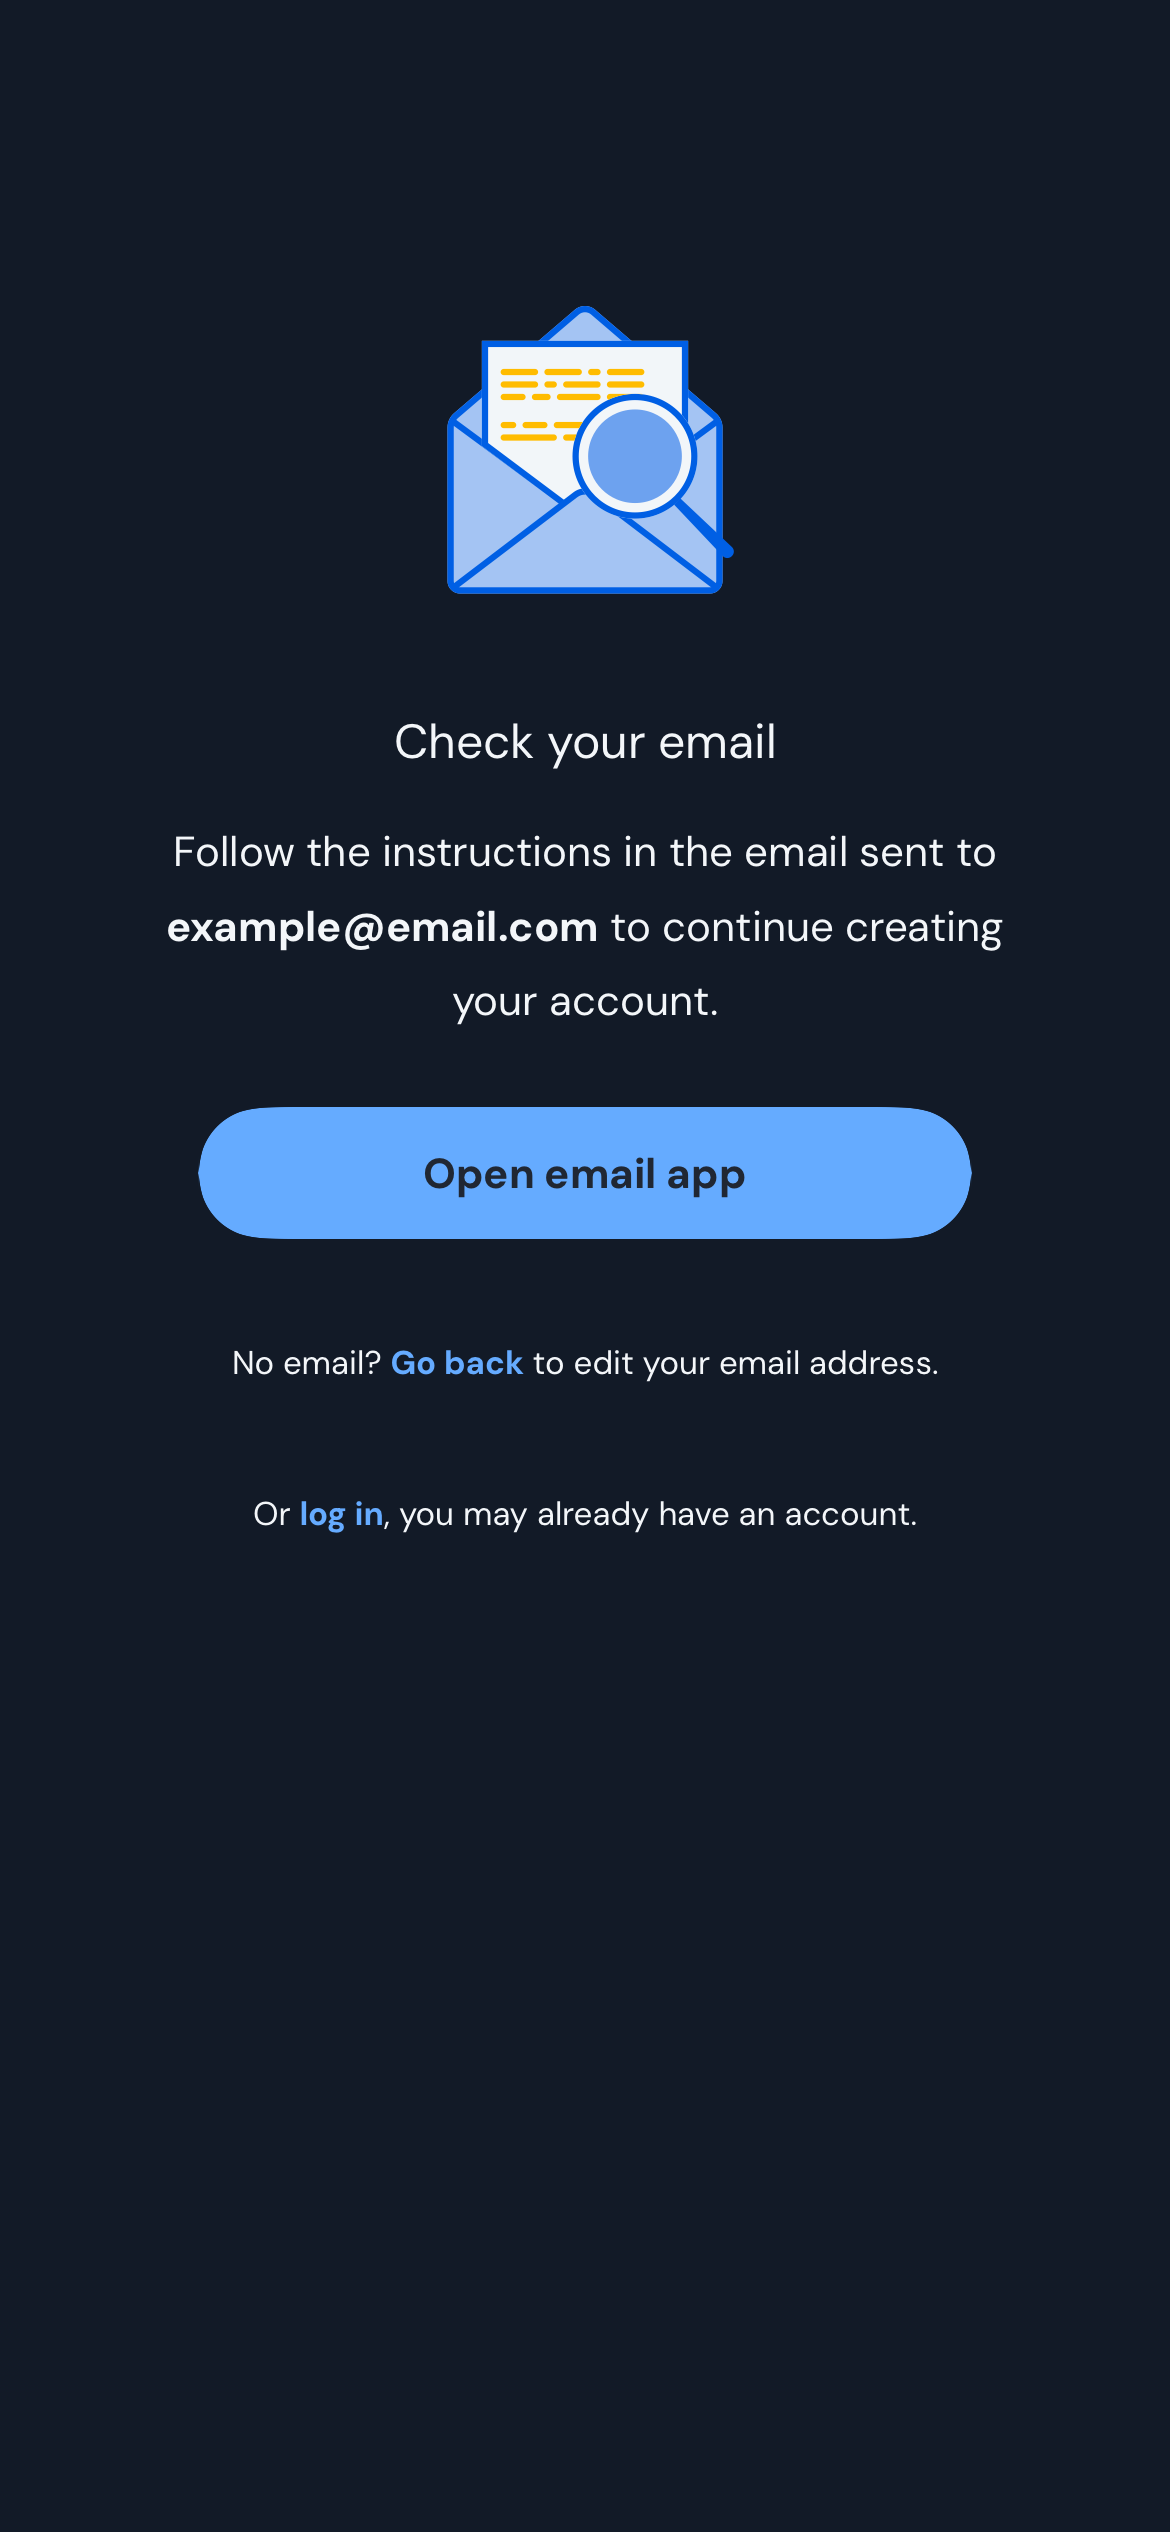 Check your email
Follow the instructions in the email sent to
example@email.com to continue creating
your account.
Open email app
No email? Go back to edit your email address.
Or log in, you may already have an account.